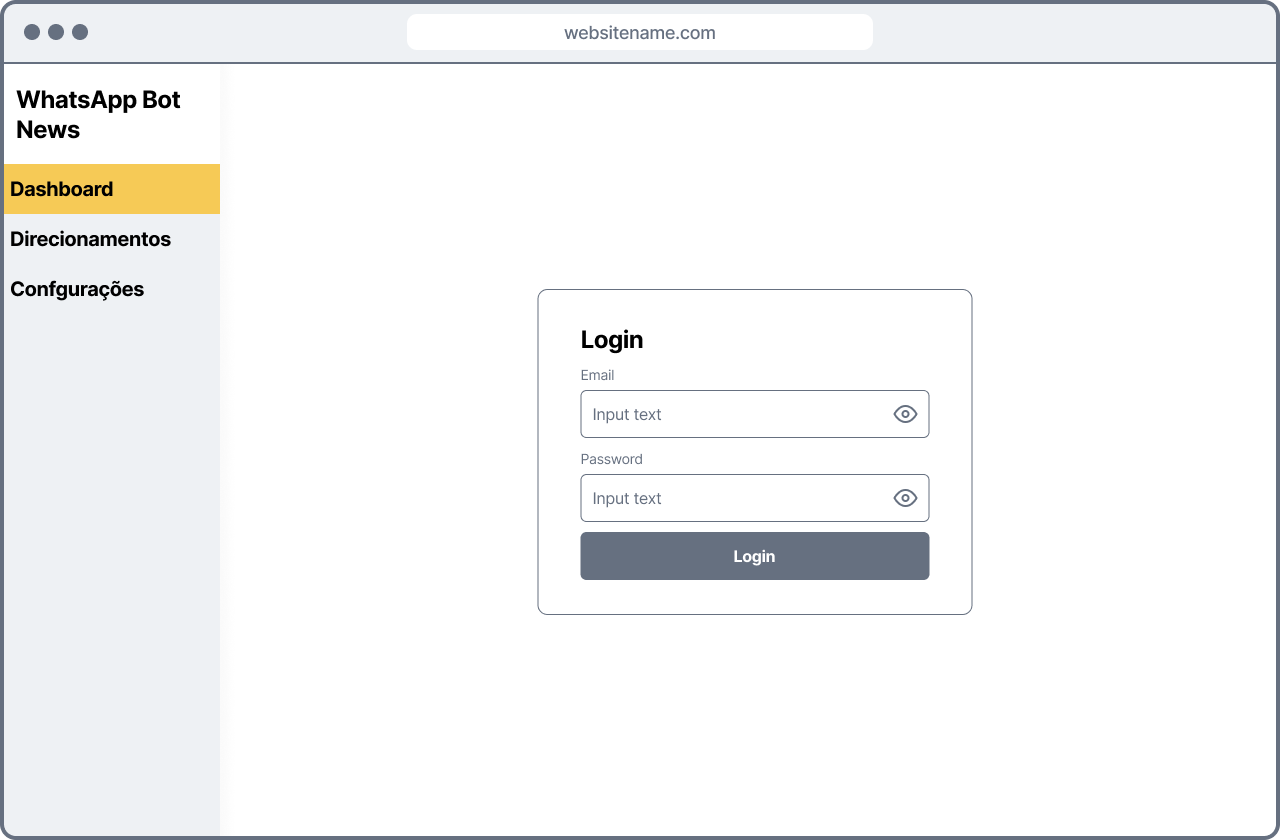 websitename.com
WhatsApp Bot
News
Dashboard
Direcionamentos
Confgurações
Login
Email
Input text
Password
Input text
Login